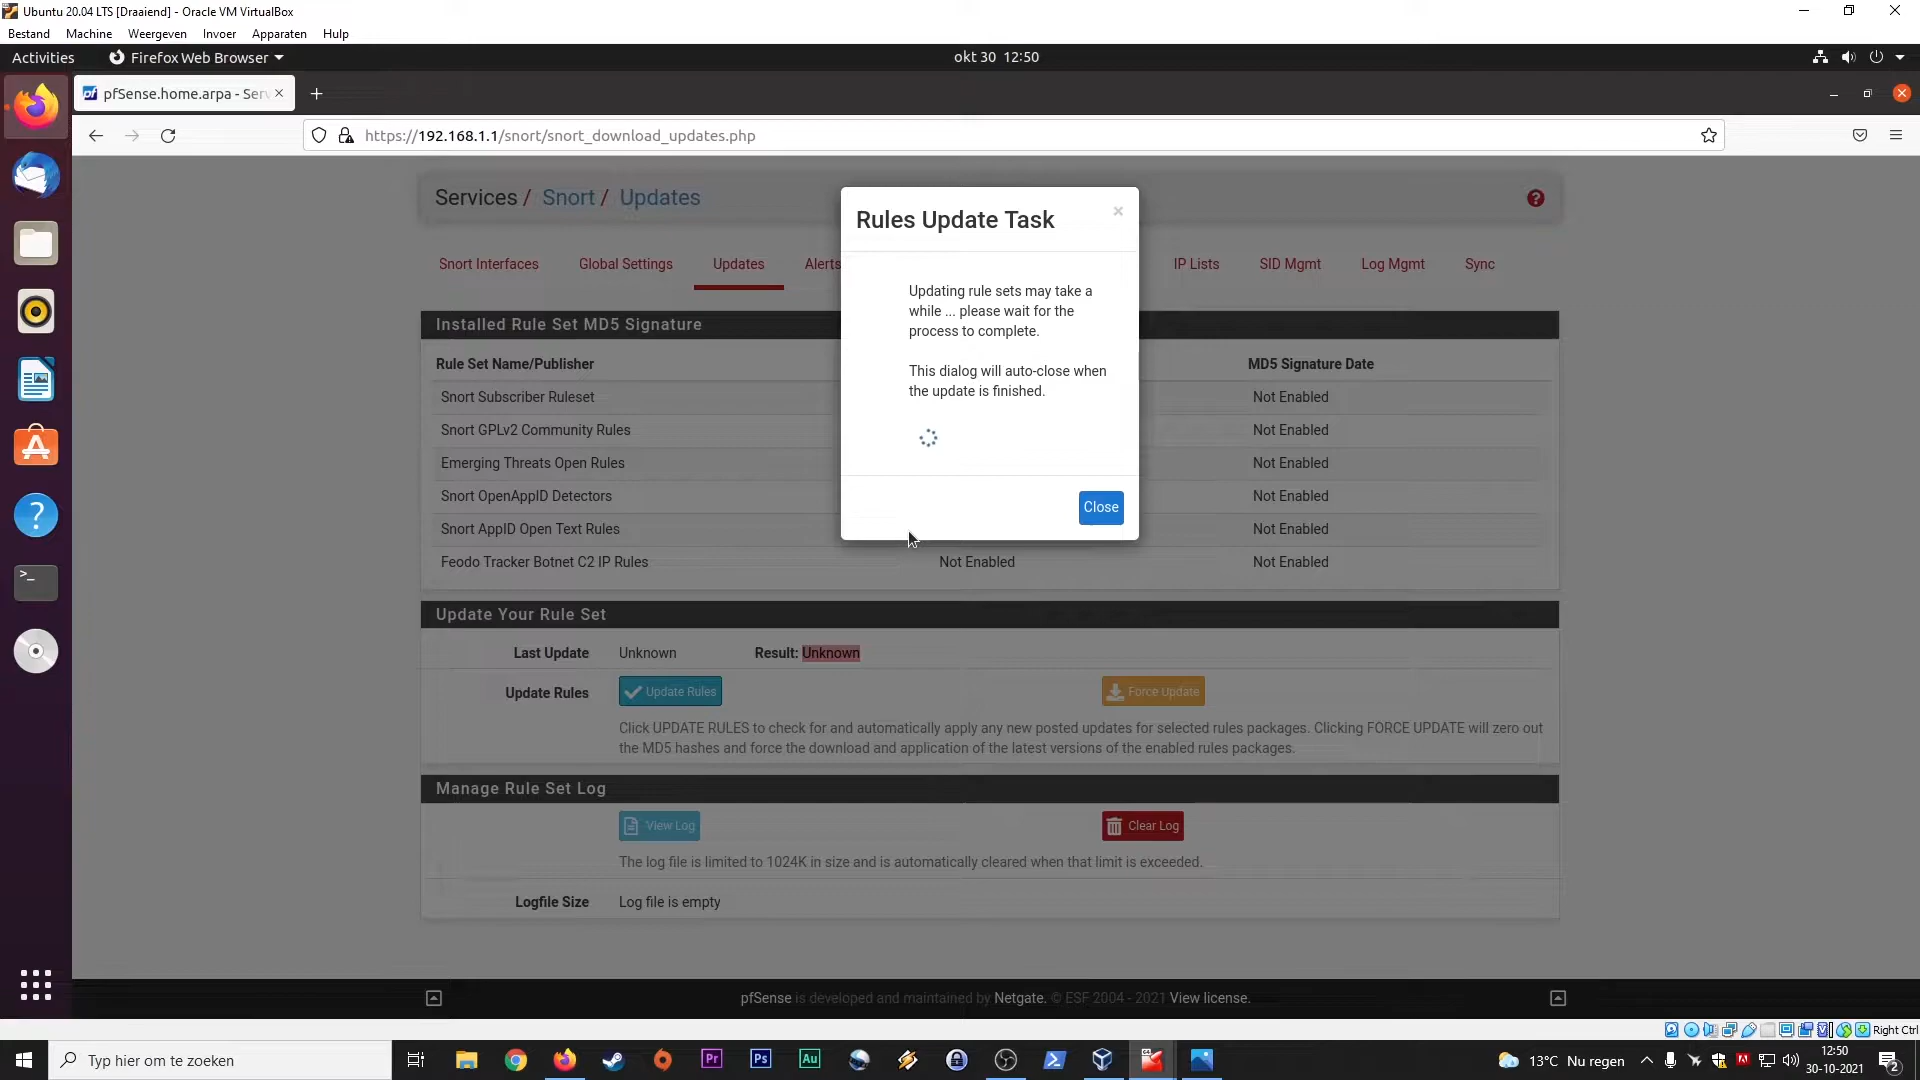 Ubuntu 20.04 LTS [Draaiend] - Oracle VM VirtualBox
Bestand Machine Weergeven Invoer Apparaten Hulp
Activities Firefox Web Browser okt 30 12:50
pfSense.home.arpa - Serv
https://192.168.1.1/snort/snort_download_updates.php
Services / Snort / Updates
Rules Update Task
Snort Interfaces Global Settings Updates Alerts IP Lists SID Mgmt Log Mgmt Sync
Updating rule sets may take a
while ... please wait for the
process to complete.
This dialog will auto-close when
the update is finished.
Close
Installed Rule Set MD5 Signature
Rule Set Name/Publisher MD5 Signature Date
Snort Subscriber Ruleset Not Enabled
Snort GPLv2 Community Rules Not Enabled
Emerging Threats Open Rules Not Enabled
Snort OpenAppID Detectors Not Enabled
Snort AppID Open Text Rules Not Enabled
Feodo Tracker Botnet C2 IP Rules Not Enabled Not Enabled
Update Your Rule Set
Last Update Unknown Result: Unknown
Update Rules Update Rules Force Update
Click UPDATE RULES to check for and automatically apply any new posted updates for selected rules packages. Clicking FORCE UPDATE will zero out
the MD5 hashes and force the download and application of the latest versions of the enabled rules packages.
Manage Rule Set Log
View Log Clear Log
The log file is limited to 1024K in size and is automatically cleared when that limit is exceeded.
Logfile Size Log file is empty
pfSense is developed and maintained by Netgate. © ESF 2004 - 2021 View license.
Right Ctrl
Typ hier om te zoeken
Pr Ps Au
13°C Nu regen
12:50
30-10-2021
2